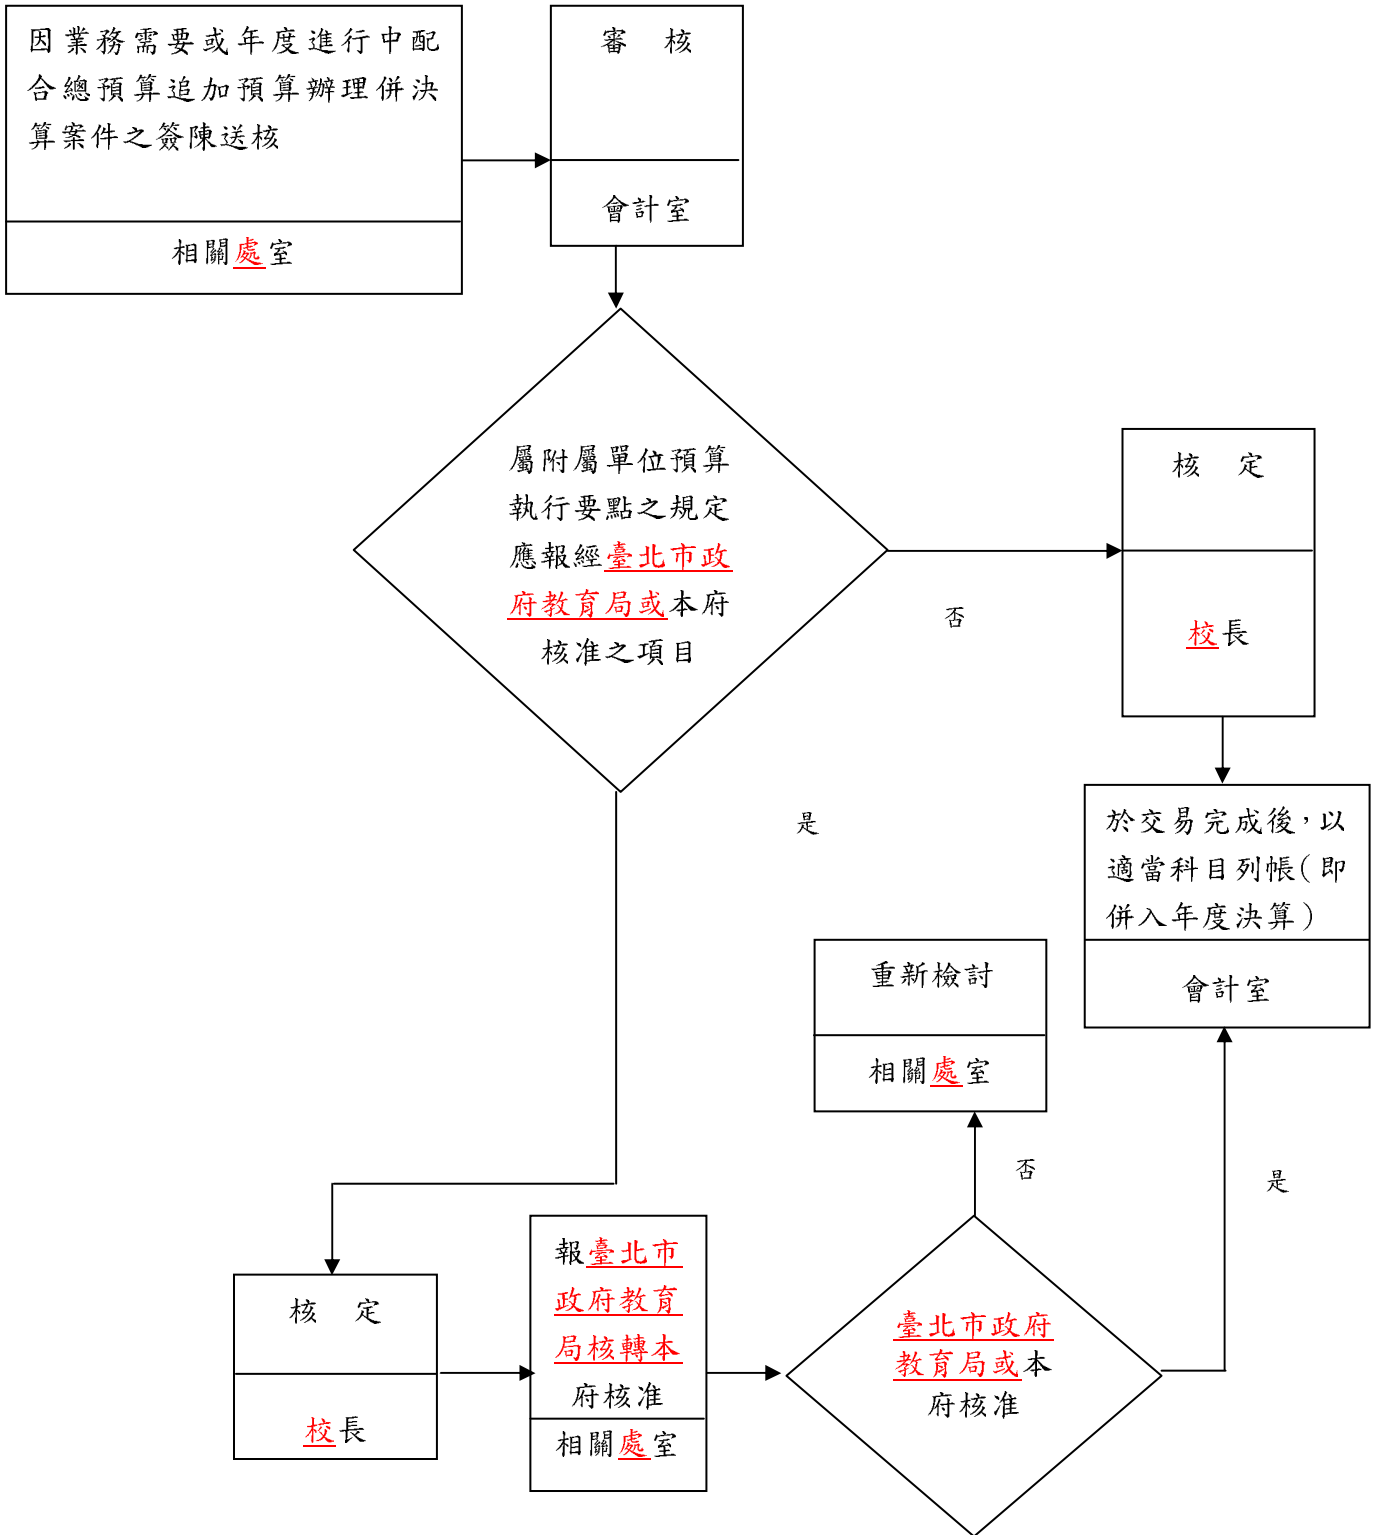 因業務需要或年度進行中配
合總預算追加預算辦理併決
算案件之簽陳送核
相關處室
審　核
會計室
屬附屬單位預算
執行要點之規定
應報經臺北市政
府教育局或本府
核准之項目
否
核　定
校長
是
於交易完成後，以
適當科目列帳（即
併入年度決算）
會計室
重新檢討
相關處室
否
是
核　定
校長
報臺北市
政府教育
局核轉本
府核准
相關處室
臺北市政府
教育局或本
府核准